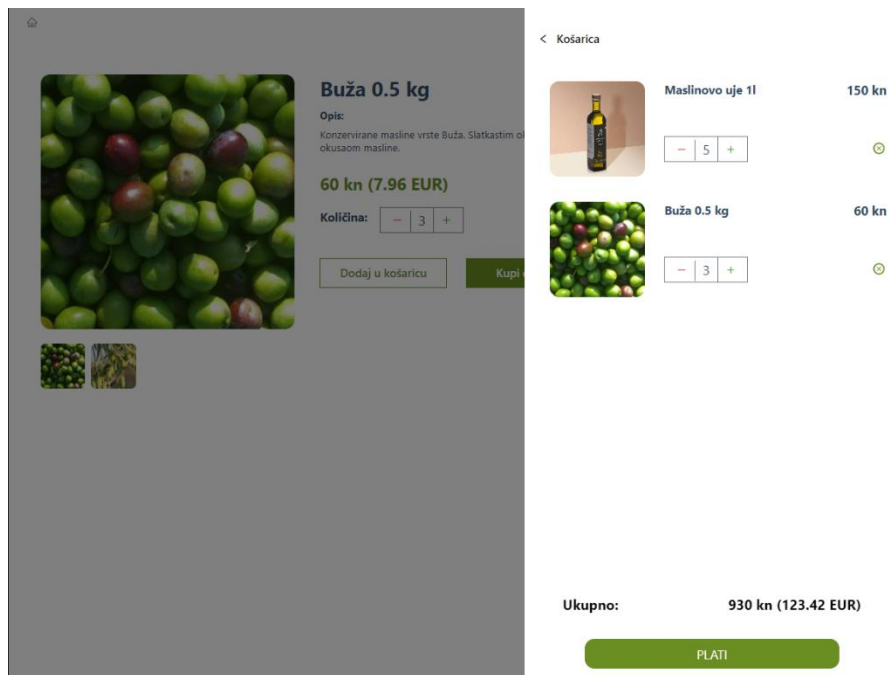 Buža 0.5 kg
Opis:
Konzervirane masline vrste Buža. Slatkastim
okusaom masline.
60 kn (7.96 EUR)
Količina: − 3 +
Dodaj u košaricu
Kupi
< Košarica
Maslinovo uje 1l 150 kn
− 5 +
Buža 0.5 kg 60 kn
− 3 +
Ukupno: 930 kn (123.42 EUR)
PLATI